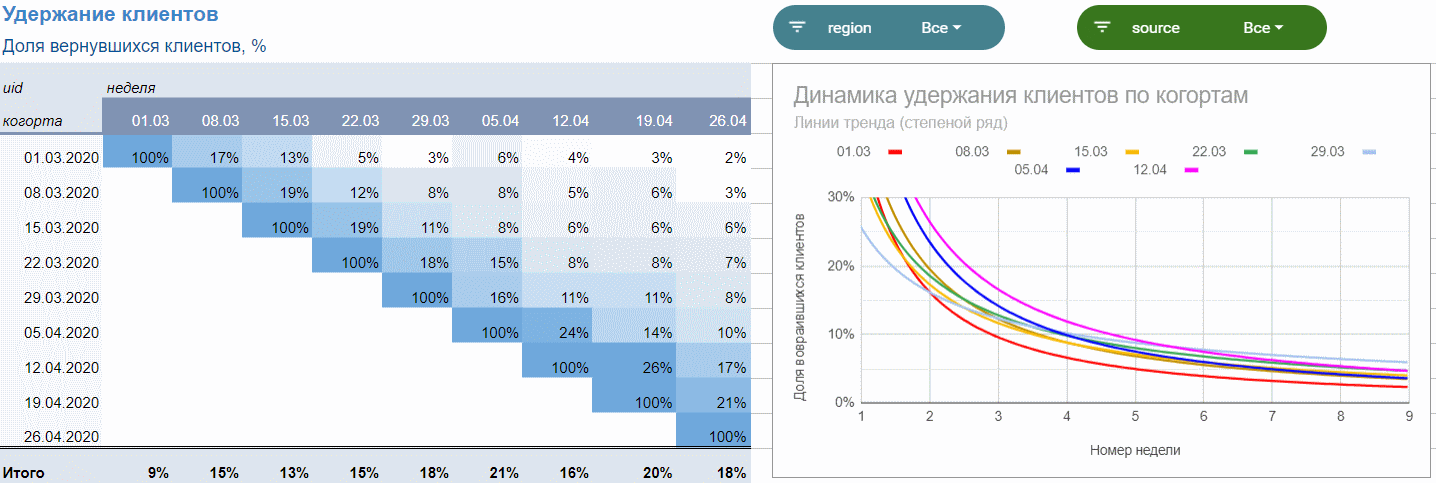 Удержание клиентов
Доля вернувшихся клиентов, %
uid неделя
когорта 01.03 08.03 15.03 22.03 29.03 05.04 12.04 19.04 26.04
01.03.2020 100% 17% 13% 5% 3% 6% 4% 3% 2%
08.03.2020 100% 19% 12% 8% 8% 5% 6% 3%
15.03.2020 100% 19% 11% 8% 6% 6% 6%
22.03.2020 100% 18% 15% 8% 8% 7%
29.03.2020 100% 16% 11% 11% 8%
05.04.2020 100% 24% 14% 10%
12.04.2020 100% 26% 17%
19.04.2020 100% 21%
26.04.2020 100%
Итого 9% 15% 13% 15% 18% 21% 16% 20% 18%
region Все
source Все
Динамика удержания клиентов по когортам
Линии тренда (степеной ряд)
01.03 08.03 15.03 22.03 29.03
05.04 12.04
Доля вовраившихся клиентов
30%
20%
10%
0%
1 2 3 4 5 6 7 8 9
Номер недели